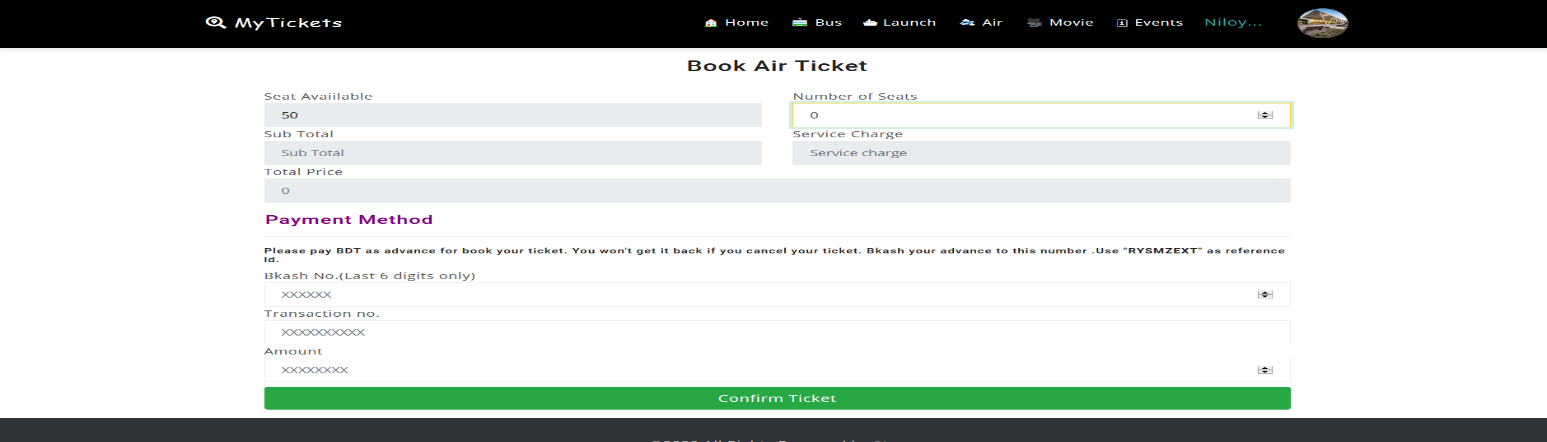 MyTickets
Home Bus Launch Air Movie Events Niloy...
Book Air Ticket
Seat Avaiilable Number of Seats
50 0
Sub Total Service Charge
Sub Total Service charge
Total Price
0
Payment Method
Please pay BDT as advance for book your ticket. You won't get it back if you cancel your ticket. Bkash your advance to this number .Use "RYSMZEXT" as reference
Id.
Bkash No.(Last 6 digits only)
XXXXXX
Transaction no.
XXXXXXXXXX
Amount
XXXXXXXX
Confirm Ticket